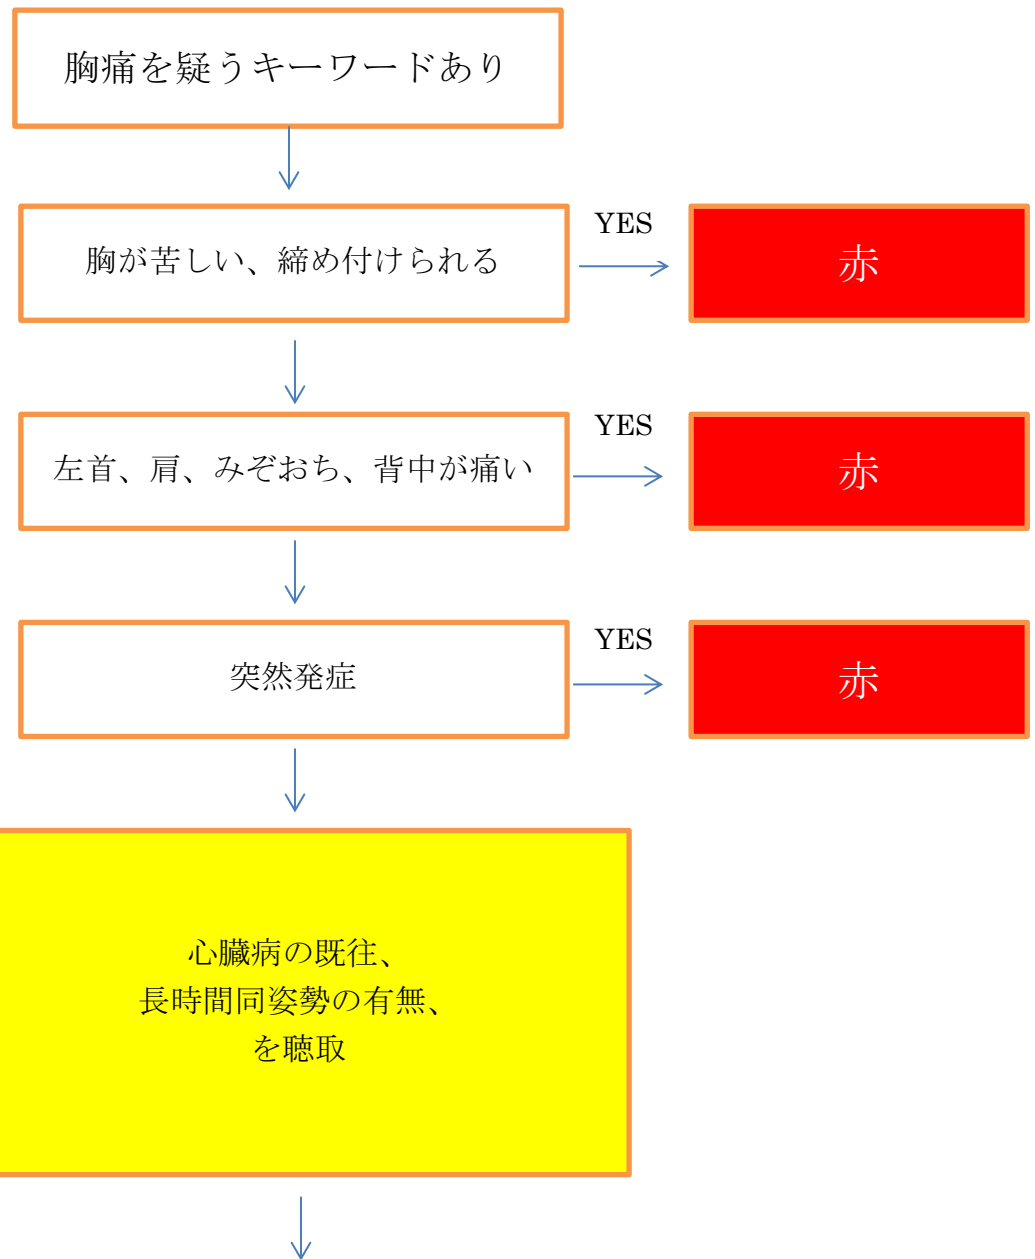 胸痛を疑うキーワードあり
胸が苦しい、締め付けられる
YES
赤
左首、肩、みぞおち、背中が痛い
YES
赤
突然発症
YES
赤
心臓病の既往、
長時間同姿勢の有無、
を聴取